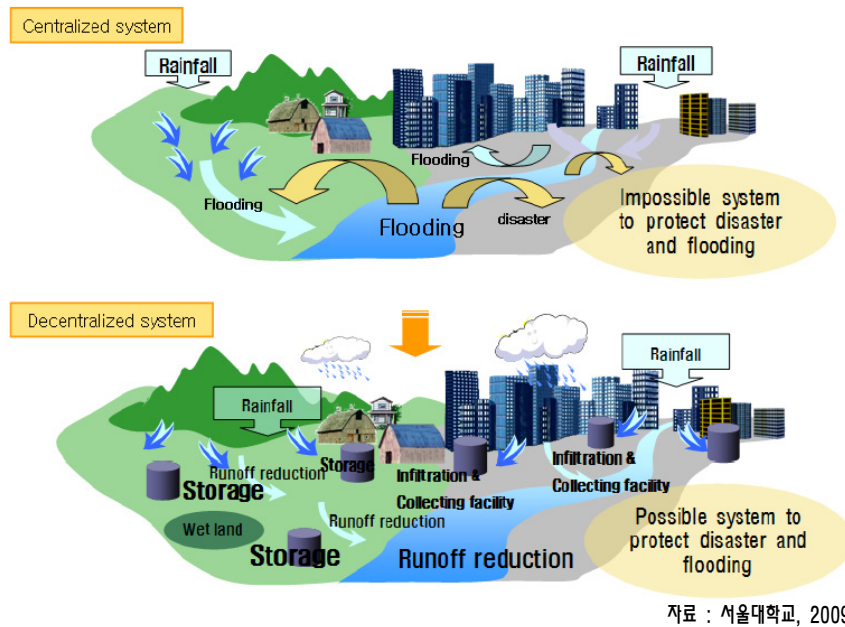 Centralized system
Rainfall
Rainfall
Flooding
Flooding
Flooding
disaster
Impossible system
to protect disaster
and flooding
Decentralized system
Rainfall
Rainfall
Runoff reduction
Storage
Storage
Infiltration &
Collecting facility
Infiltration &
Collecting facility
Wet land
Runoff reduction
Storage
Runoff reduction
Possible system to
protect disaster and
flooding
자료 : 서울대학교, 2009